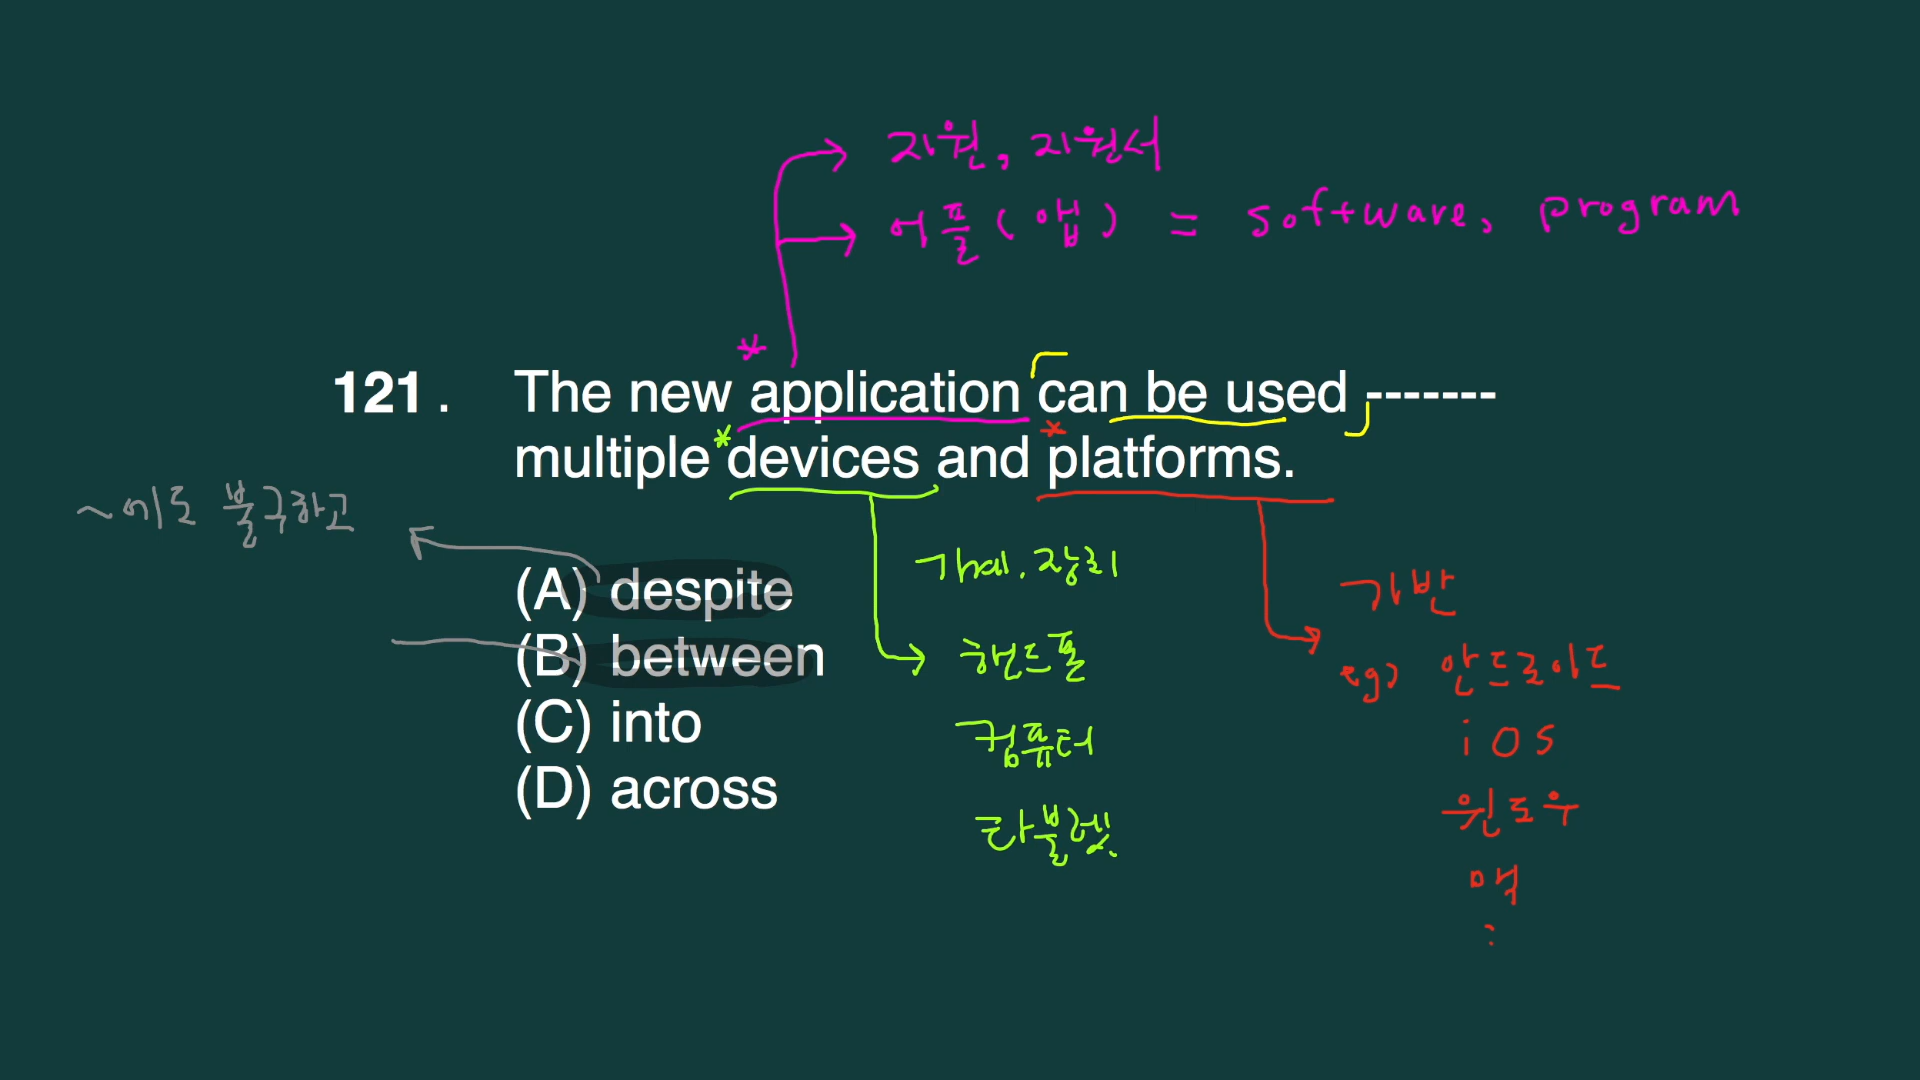 지원, 지원서
어플 (앱) = software, program
121. The new application can be used -------
multiple devices and platforms.
~에도 불구하고
(A) despite
(B) between
(C) into
(D) across
기계, 장치
핸드폰
컴퓨터
타블렛
기반
eg) 안드로이드
iOS
윈도우
맥
: